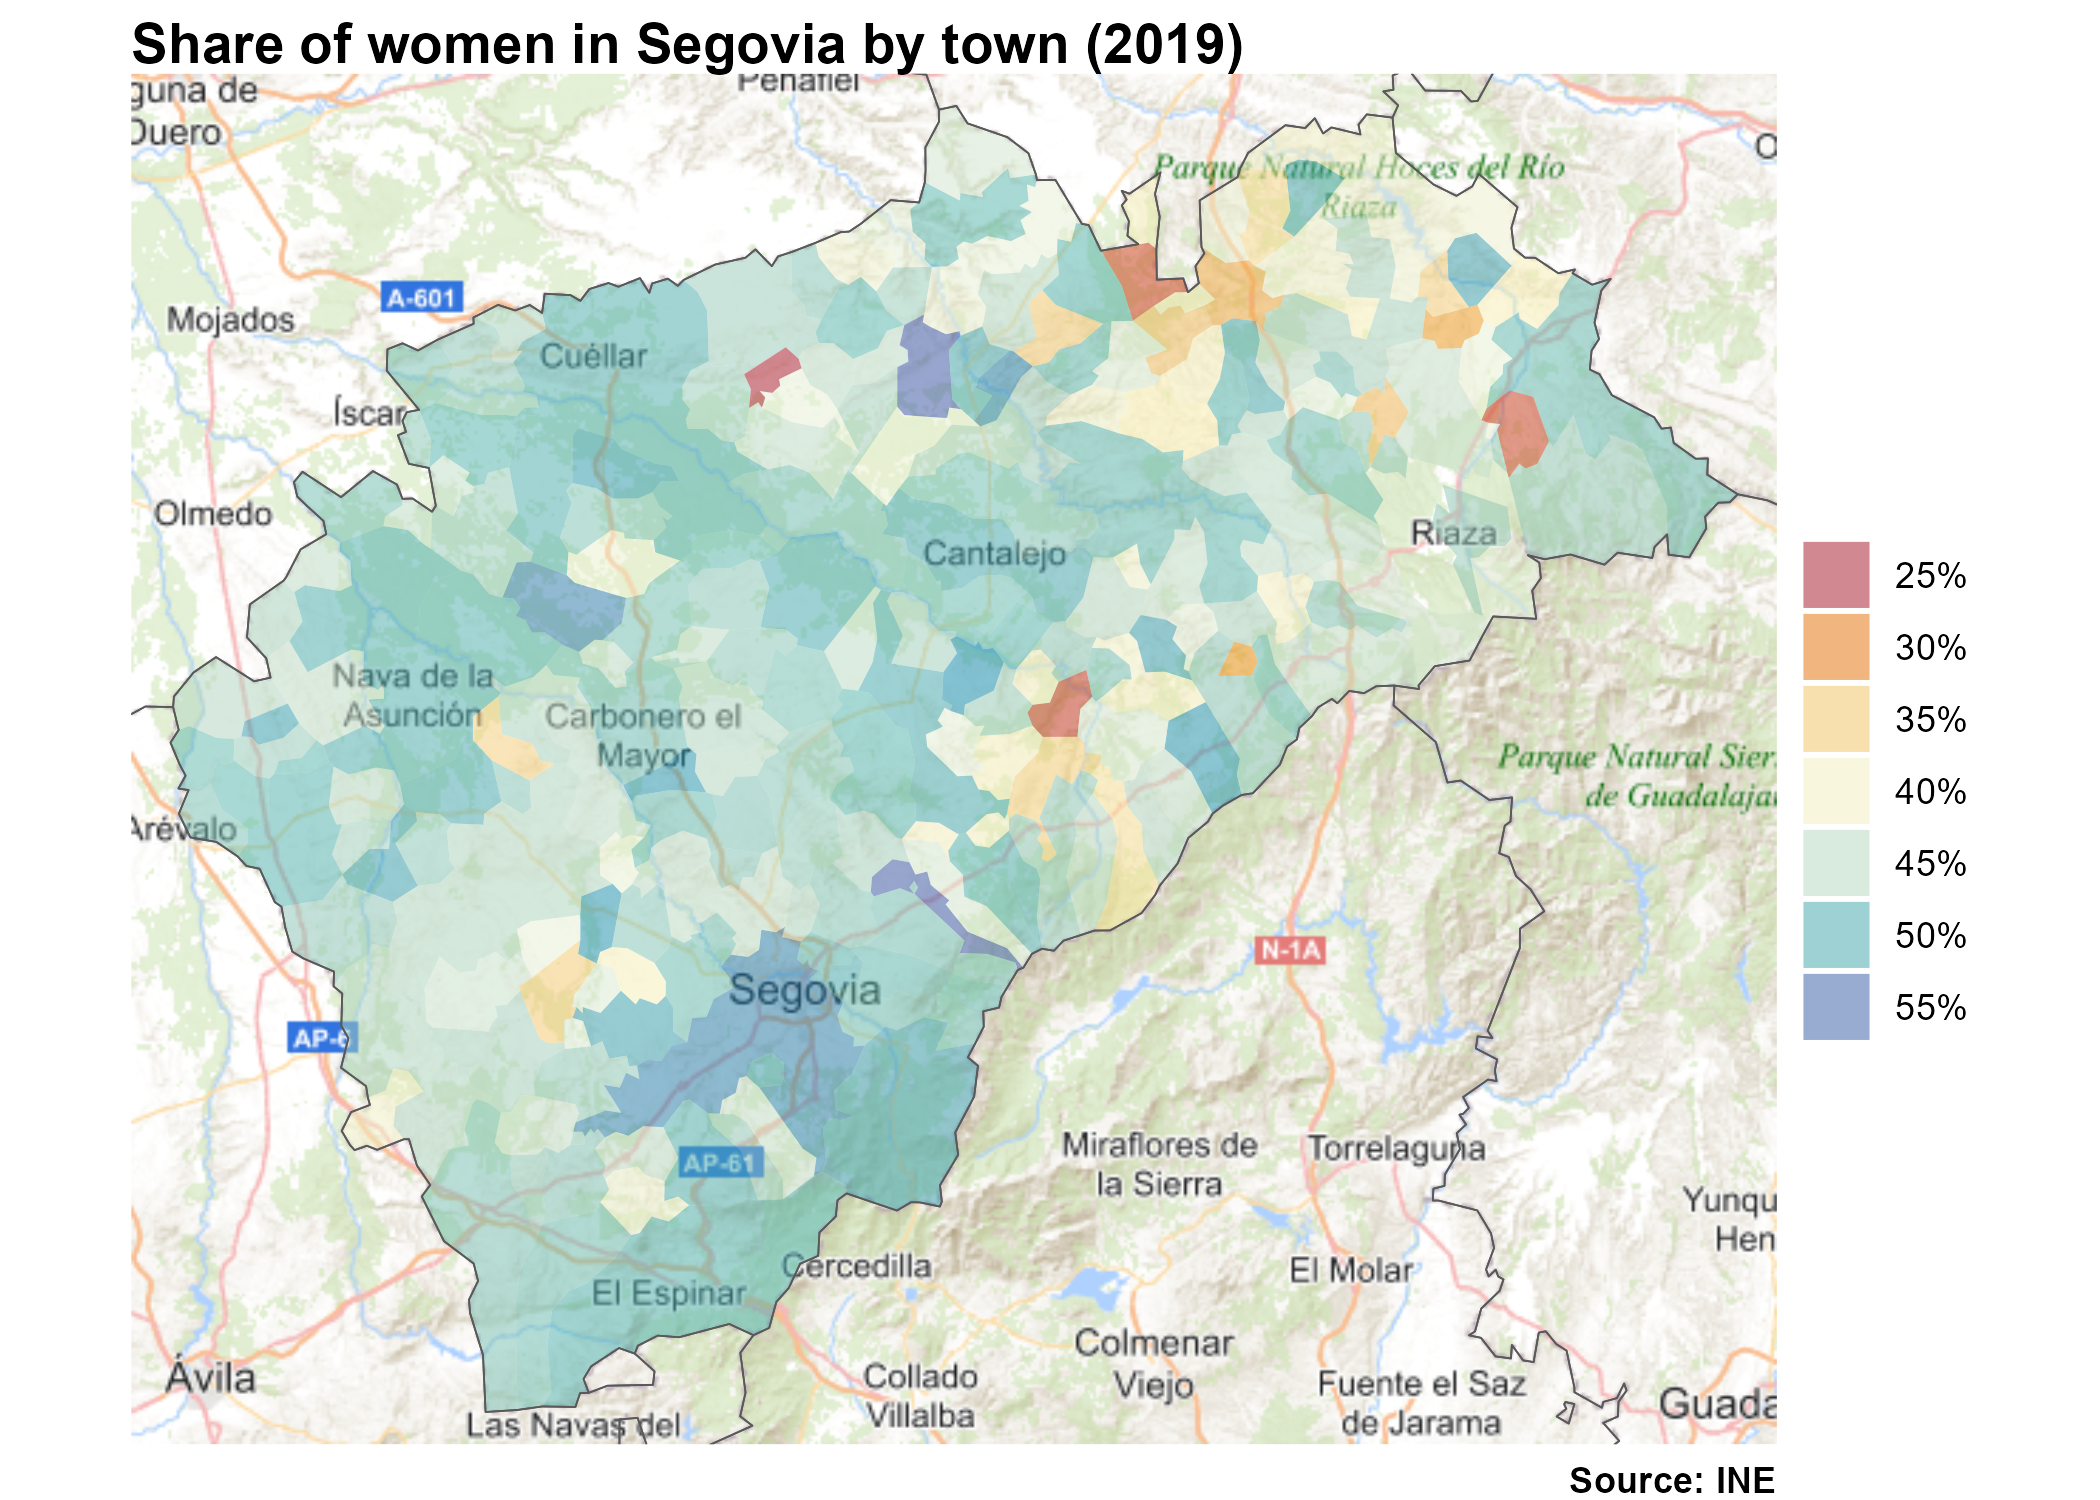 Share of women in Segovia by town (2019)
Peñafiel
guna de
Duero
Parque Natural Hoces del Río
Riaza
A-601
Mojados
Cuéllar
Íscar
Olmedo
Riaza
Cantalejo
25%
30%
35%
40%
45%
50%
55%
Nava de la
Asunción
Carbonero el
Mayor
Parque Natural Sier
de Guadalaja
Arévalo
N-1A
Segovia
AP-6
AP-61
Miraflores de
la Sierra
Torrelaguna
Yunqu
Hen
Cercedilla
El Molar
El Espinar
Colmenar
Viejo
Ávila
Collado
Villalba
Fuente el Saz
de Jarama
Guada
Las Navas del
Source: INE